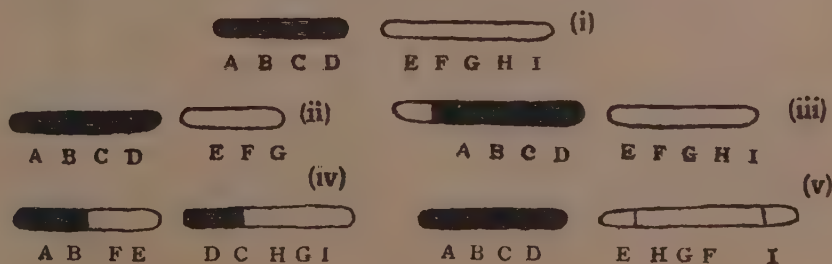 (i)
A B C D E F G H I
(ii) (iii)
A B C D E F G A B C D E F G H I
(iv) (v)
A B F E D C H G I A B C D E H G F I